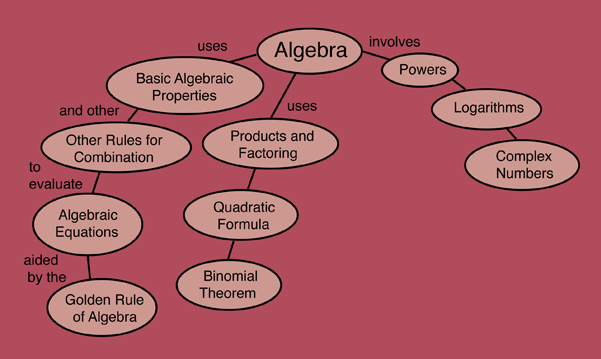 Algebra
uses
involves
Powers
Basic Algebraic
Properties
uses
Logarithms
and other
Other Rules for
Combination
Products and
Factoring
Complex
Numbers
to
evaluate
Algebraic
Equations
Quadratic
Formula
aided
by the
Binomial
Theorem
Golden Rule
of Algebra